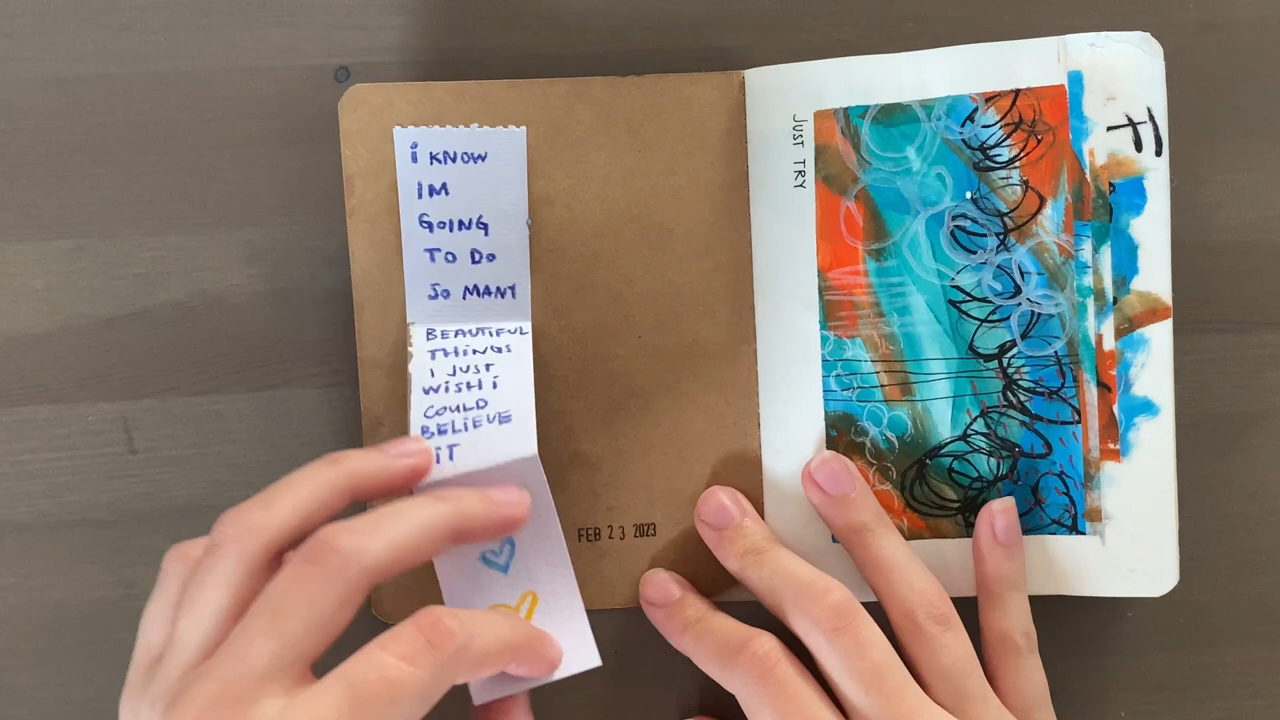 i KNOW
IM
GOING
TO DO
SO MANY
BEAUTIFUL
THINGS
I JUST
WISH i
COULD
BELIEVE
iT
FEB 23 2023
JUST TRY
F